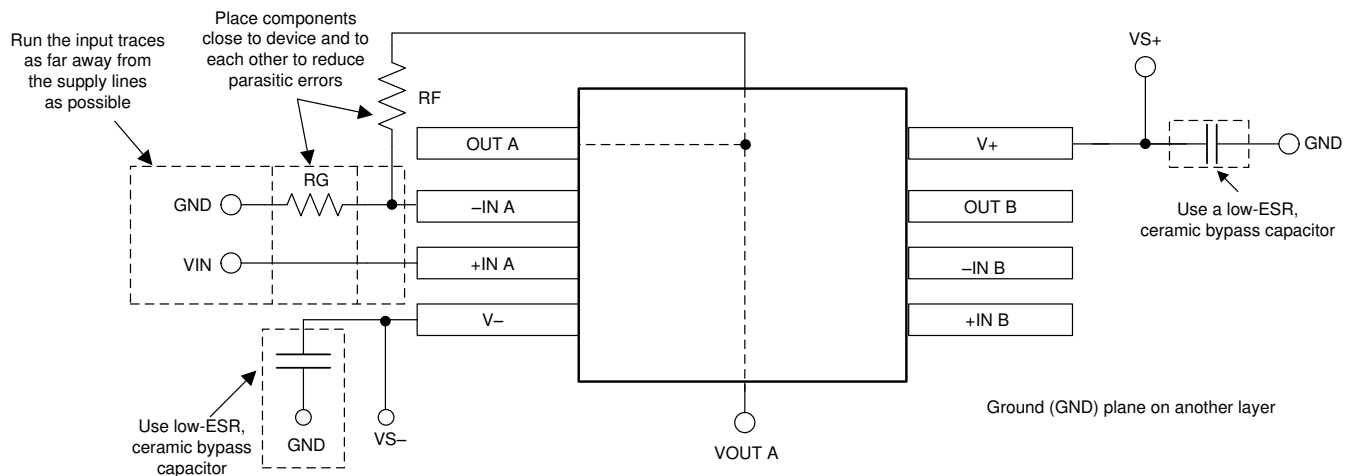 Run the input traces
as far away from
the supply lines
as possible
Place components
close to device and to
each other to reduce
parasitic errors
RF
VS+
OUT A
V+
GND
RG
GND
–IN A
OUT B
Use a low-ESR,
ceramic bypass capacitor
VIN
+IN A
–IN B
V–
+IN B
Use low-ESR,
ceramic bypass
capacitor
GND
VS–
VOUT A
Ground (GND) plane on another layer